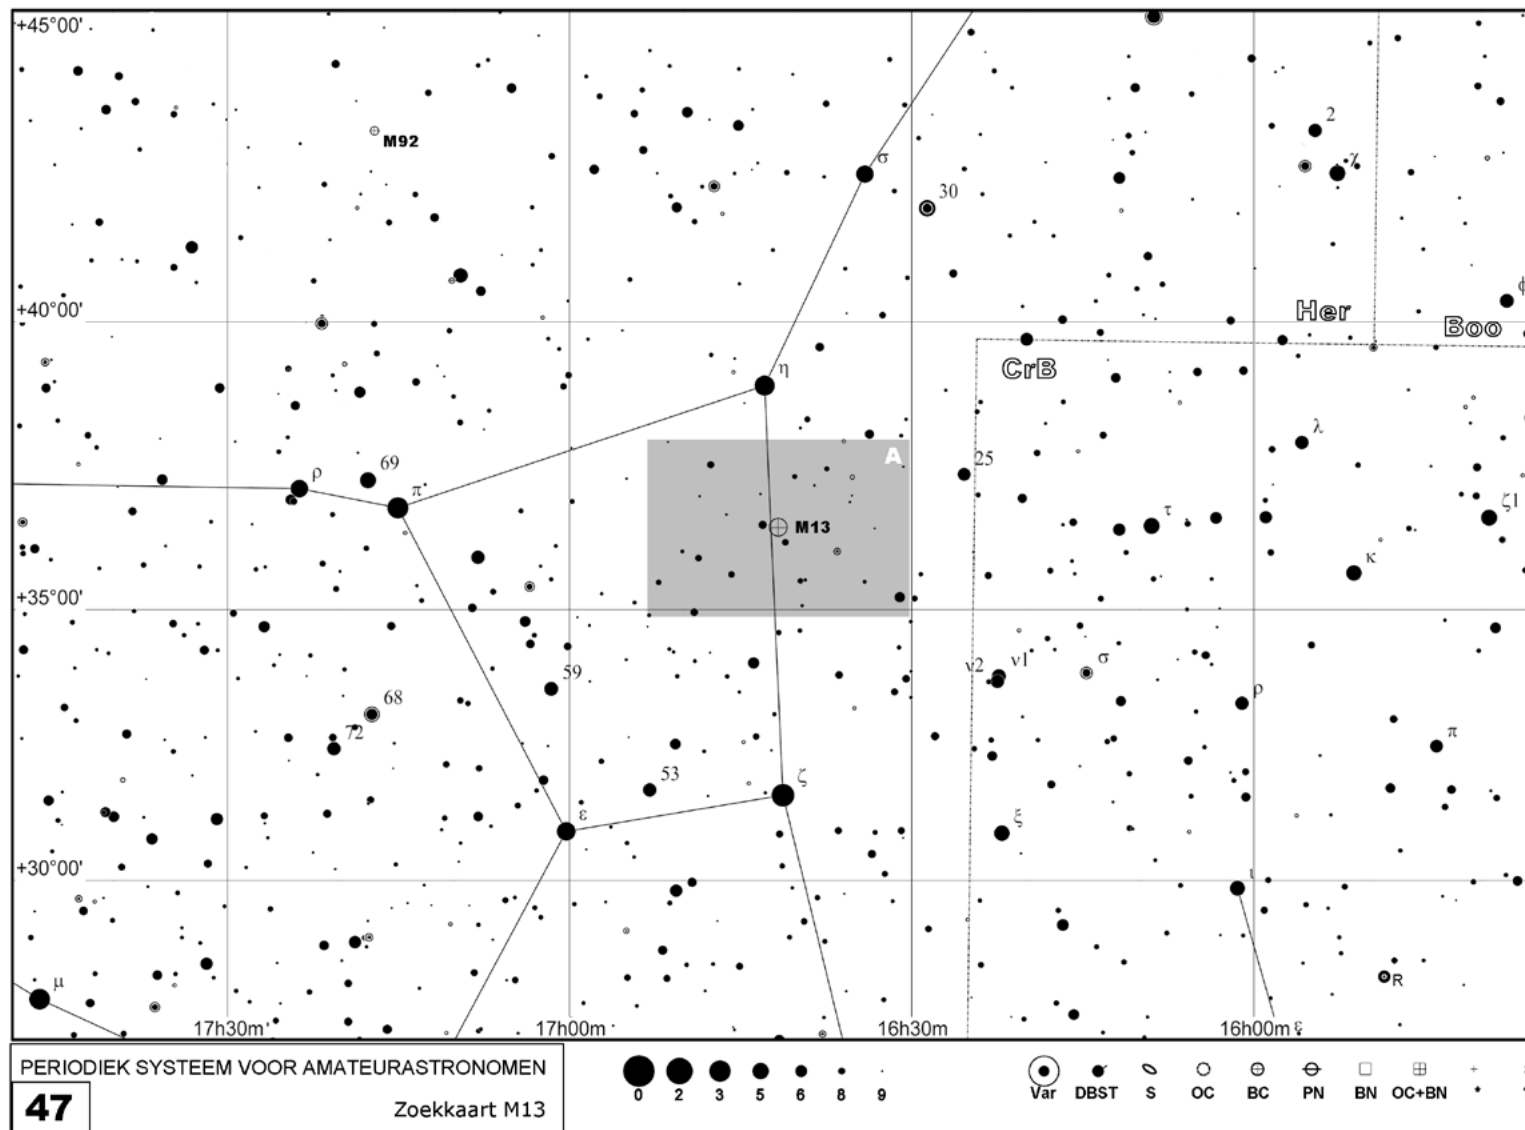 +45°00'
2
M92
σ
χ
30
+40°00'
Her
Boo
ϕ
CrB
η
λ
A
ρ
69
π
25
M13
τ
ζ1
κ
+35°00'
ν2
ν1
σ
59
ρ
68
72
π
53
ζ
ε
ξ
+30°00'
ι
μ
R
17h30m
17h00m
16h30m
16h00m
ε
PERIODIEK SYSTEEM VOOR AMATEURASTRONOMEN
47
Zoekkaart M13
0 2 3 5 6 8 9
Var DBST S OC BC PN BN OC+BN *